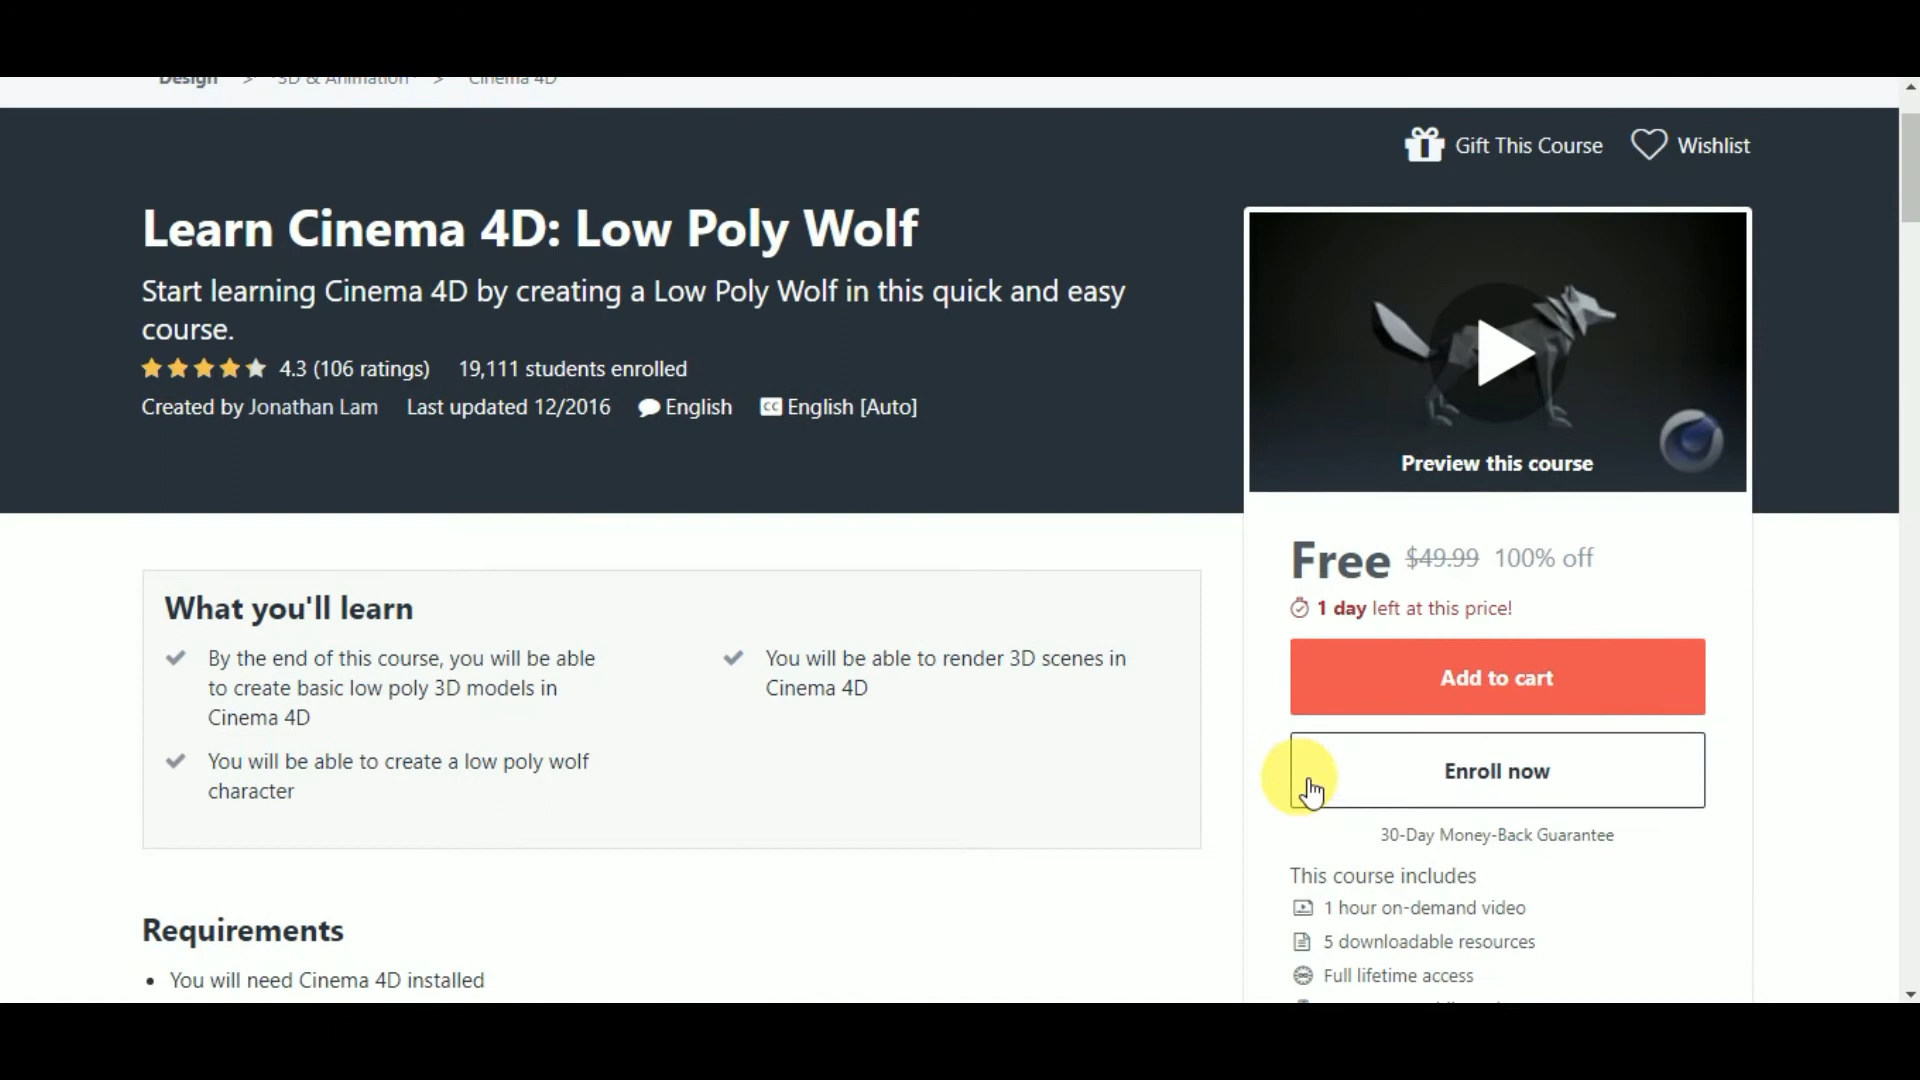 Design > 3D & Animation > Cinema 4D
Gift This Course Wishlist
Learn Cinema 4D: Low Poly Wolf
Start learning Cinema 4D by creating a Low Poly Wolf in this quick and easy
course.
4.3 (106 ratings) 19,111 students enrolled
Created by Jonathan Lam Last updated 12/2016 English CC English [Auto]
Preview this course
Free $49.99 100% off
1 day left at this price!
Add to cart
Enroll now
30-Day Money-Back Guarantee
This course includes
1 hour on-demand video
5 downloadable resources
Full lifetime access
What you'll learn
By the end of this course, you will be able
to create basic low poly 3D models in
Cinema 4D
You will be able to create a low poly wolf
character
You will be able to render 3D scenes in
Cinema 4D
Requirements
• You will need Cinema 4D installed